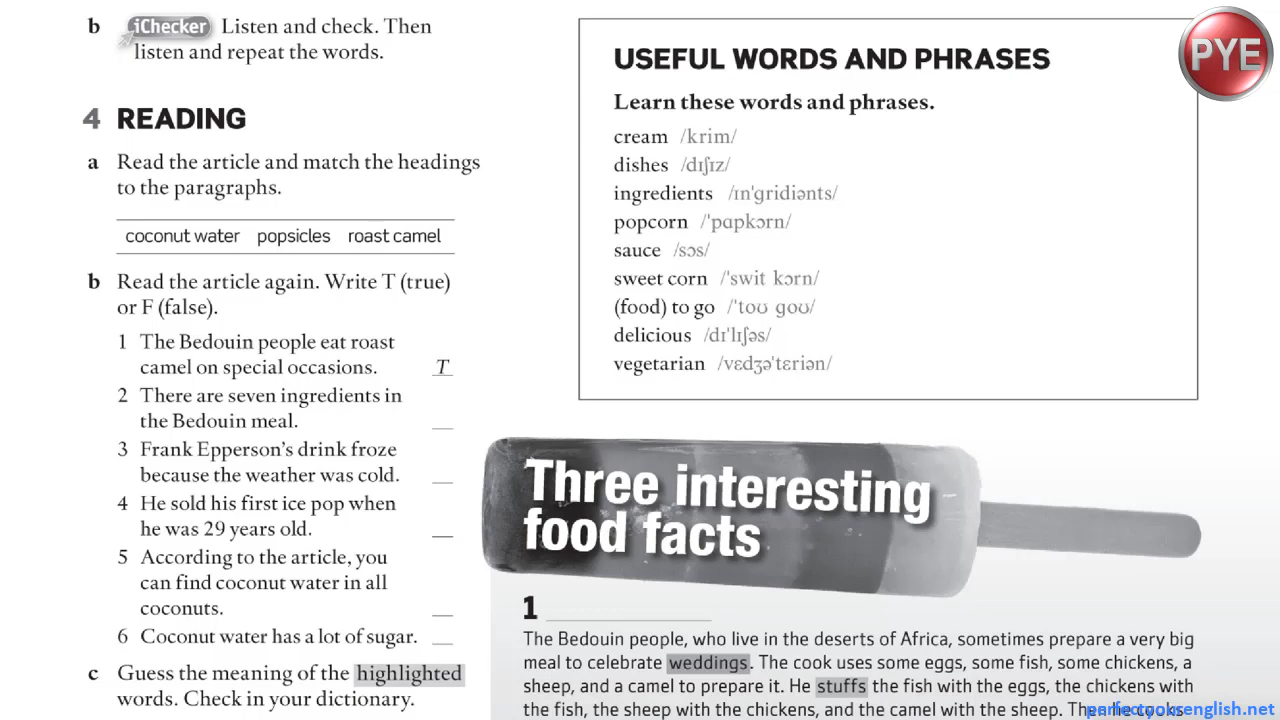 b iChecker Listen and check. Then
listen and repeat the words.
4 READING
a Read the article and match the headings
to the paragraphs.
coconut water popsicles roast camel
b Read the article again. Write T (true)
or F (false).
1 The Bedouin people eat roast
camel on special occasions. T
2 There are seven ingredients in
the Bedouin meal. __
3 Frank Epperson's drink froze
because the weather was cold. __
4 He sold his first ice pop when
he was 29 years old. __
5 According to the article, you
can find coconut water in all
coconuts. __
6 Coconut water has a lot of sugar. __
c Guess the meaning of the highlighted
words. Check in your dictionary.
PYE
USEFUL WORDS AND PHRASES
Learn these words and phrases.
cream /krim/
dishes /dɪʃɪz/
ingredients /ɪnˈɡridiənts/
popcorn /ˈpɑpkɔrn/
sauce /sɔs/
sweet corn /ˈswit kɔrn/
(food) to go /ˈtoʊ ɡoʊ/
delicious /dɪˈlɪʃəs/
vegetarian /vɛdʒəˈtɛriən/
Three interesting
food facts
1
The Bedouin people, who live in the deserts of Africa, sometimes prepare a very big
meal to celebrate weddings. The cook uses some eggs, some fish, some chickens, a
sheep, and a camel to prepare it. He stuffs the fish with the eggs, the chickens with
the fish, the sheep with the chickens, and the camel with the sheep. Then
perfectyourenglish.net